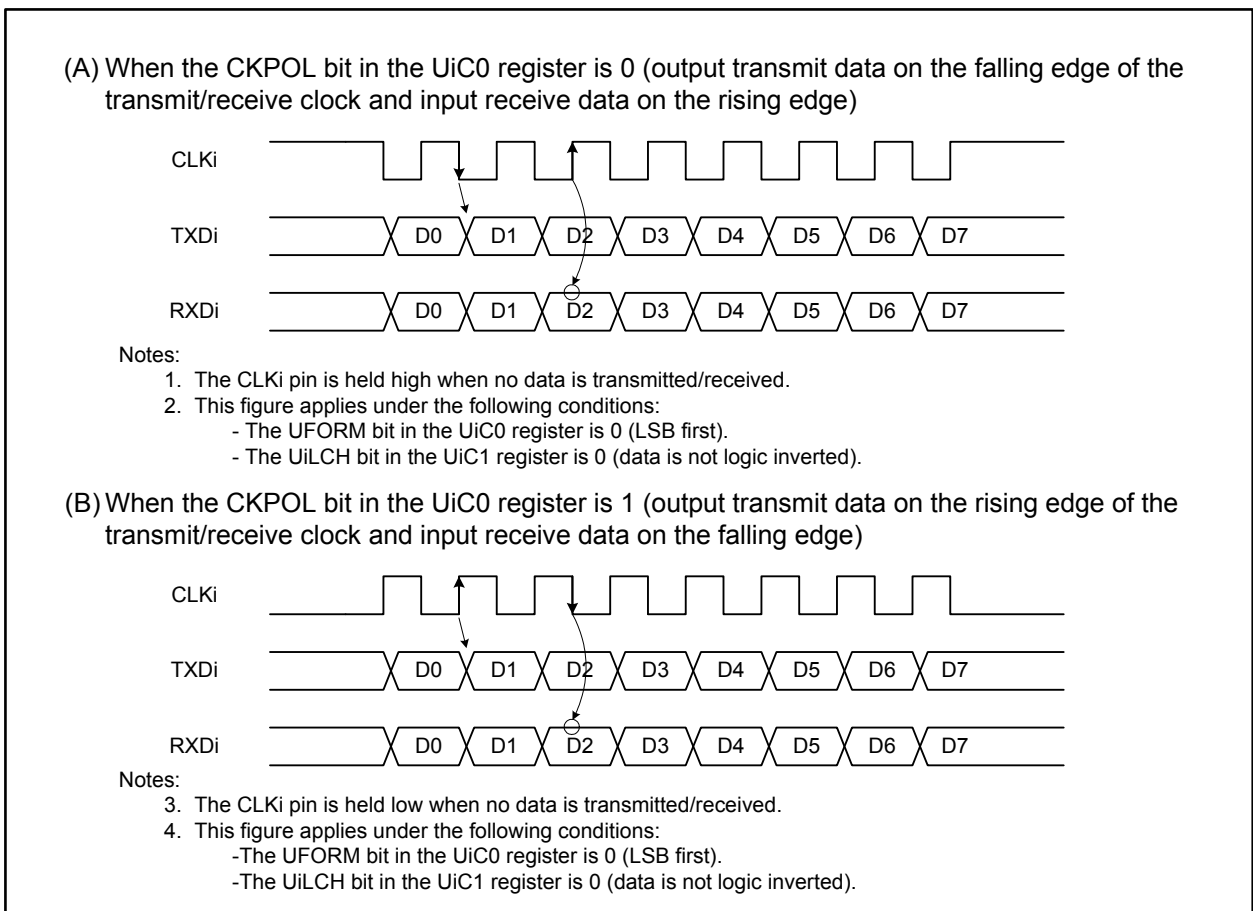 (A) When the CKPOL bit in the UiC0 register is 0 (output transmit data on the falling edge of the
transmit/receive clock and input receive data on the rising edge)
CLKi
TXDi D0 D1 D2 D3 D4 D5 D6 D7
RXDi D0 D1 D2 D3 D4 D5 D6 D7
Notes:
1. The CLKi pin is held high when no data is transmitted/received.
2. This figure applies under the following conditions:
- The UFORM bit in the UiC0 register is 0 (LSB first).
- The UiLCH bit in the UiC1 register is 0 (data is not logic inverted).
(B) When the CKPOL bit in the UiC0 register is 1 (output transmit data on the rising edge of the
transmit/receive clock and input receive data on the falling edge)
CLKi
TXDi D0 D1 D2 D3 D4 D5 D6 D7
RXDi D0 D1 D2 D3 D4 D5 D6 D7
Notes:
3. The CLKi pin is held low when no data is transmitted/received.
4. This figure applies under the following conditions:
-The UFORM bit in the UiC0 register is 0 (LSB first).
-The UiLCH bit in the UiC1 register is 0 (data is not logic inverted).